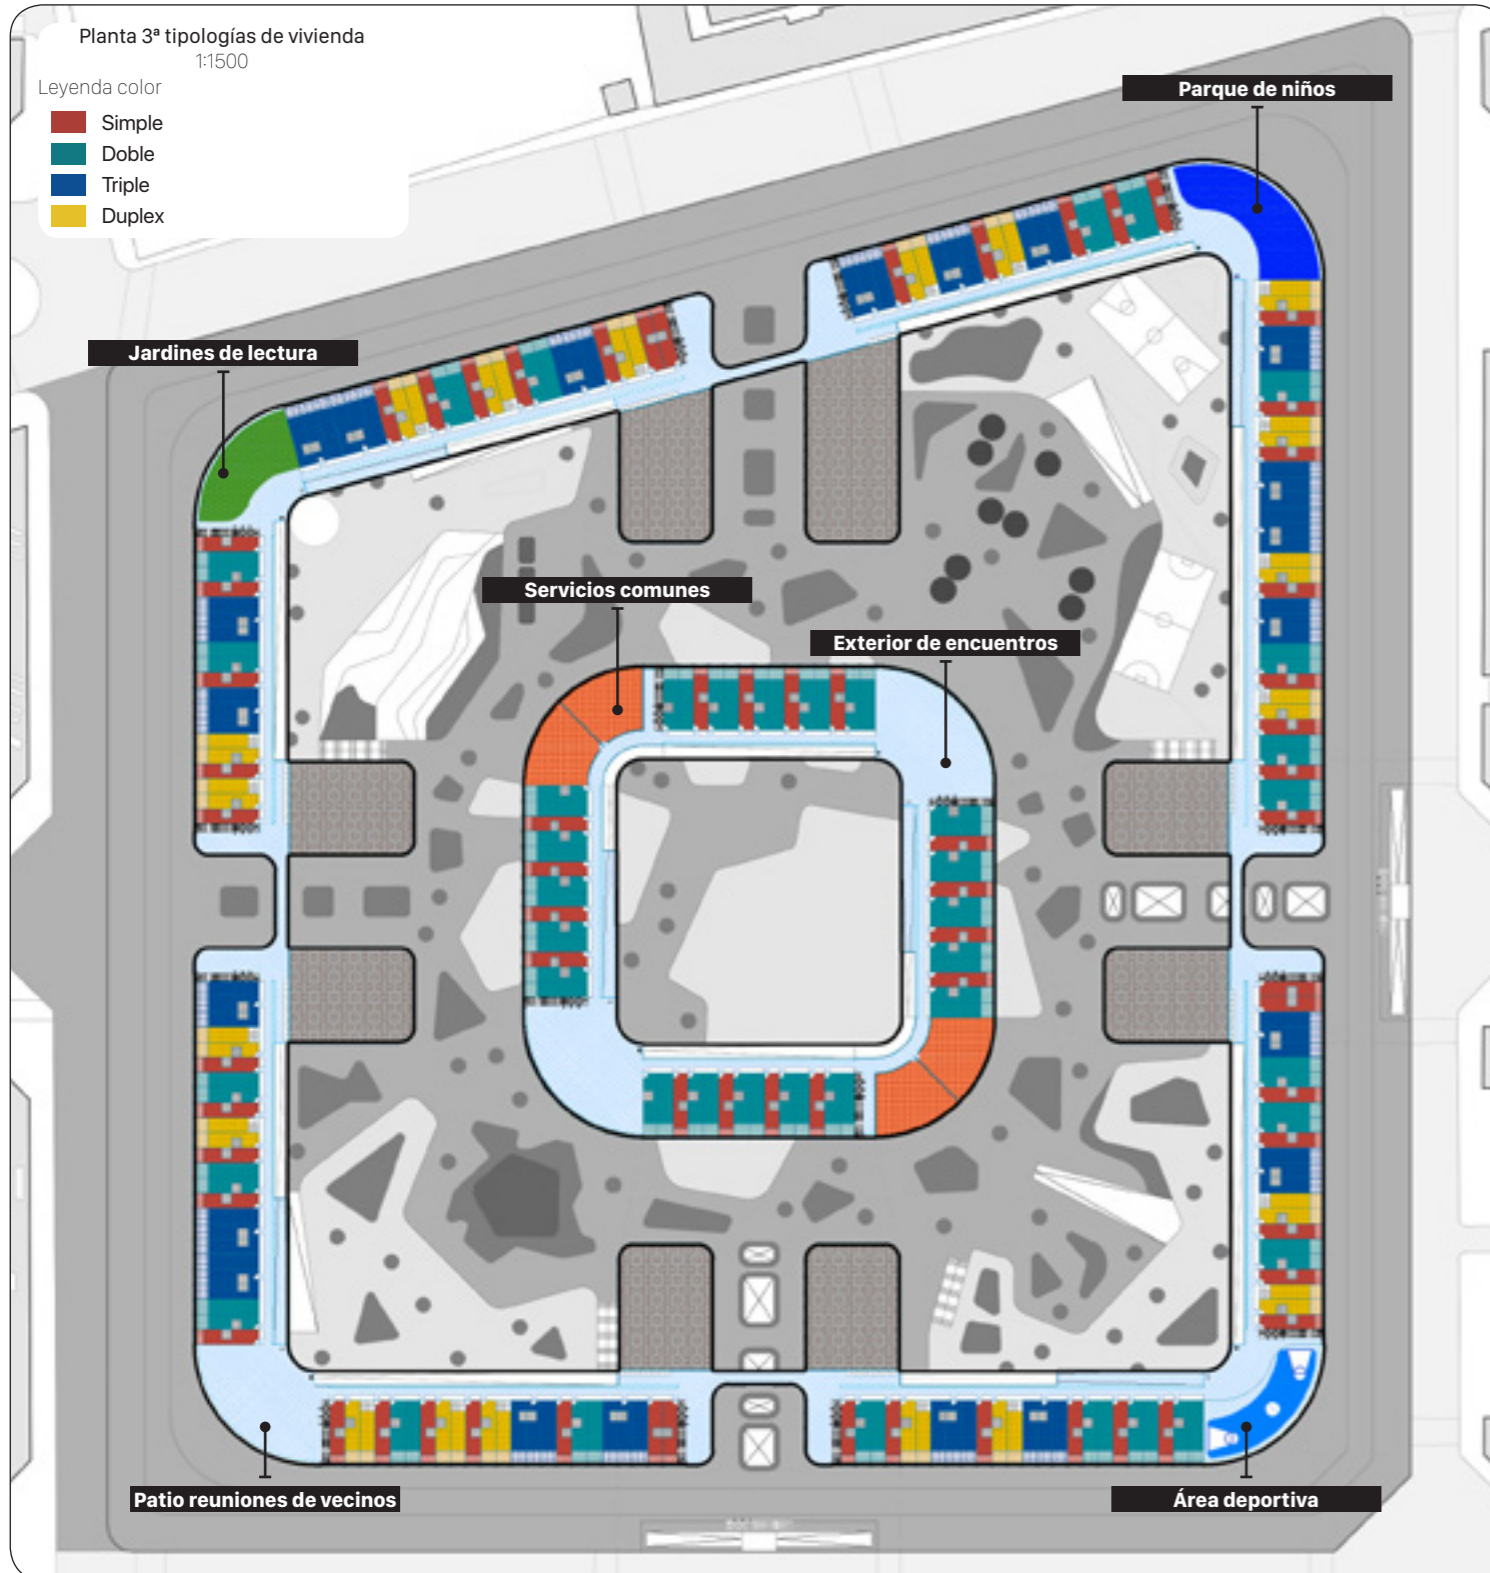 Planta 3ª tipologías de vivienda
1:1500
Leyenda color
Simple
Doble
Triple
Duplex
Parque de niños
Jardines de lectura
Servicios comunes
Exterior de encuentros
Patio reuniones de vecinos
Área deportiva